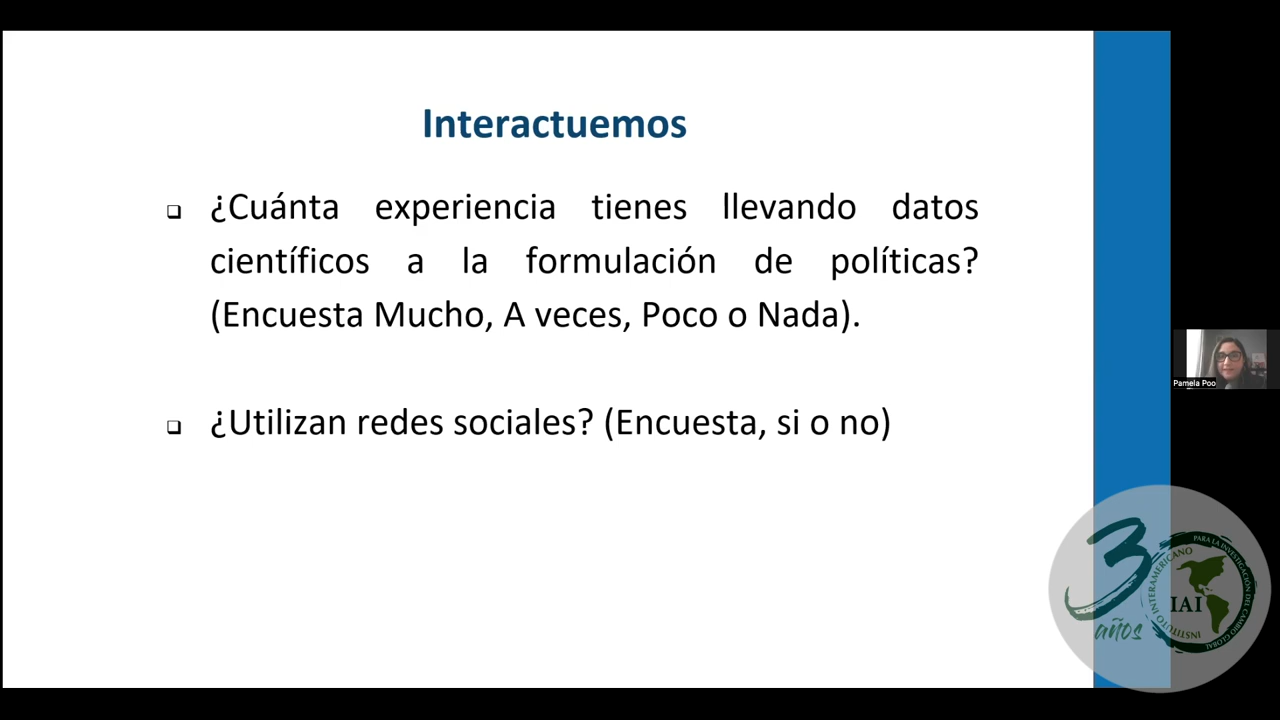 Interactuemos
¿Cuánta experiencia tienes llevando datos
científicos a la formulación de políticas?
(Encuesta Mucho, A veces, Poco o Nada).
¿Utilizan redes sociales? (Encuesta, si o no)
Pamela Poo
30 años
INSTITUTO INTERAMERICANO PARA LA INVESTIGACIÓN DEL CAMBIO GLOBAL
IAI